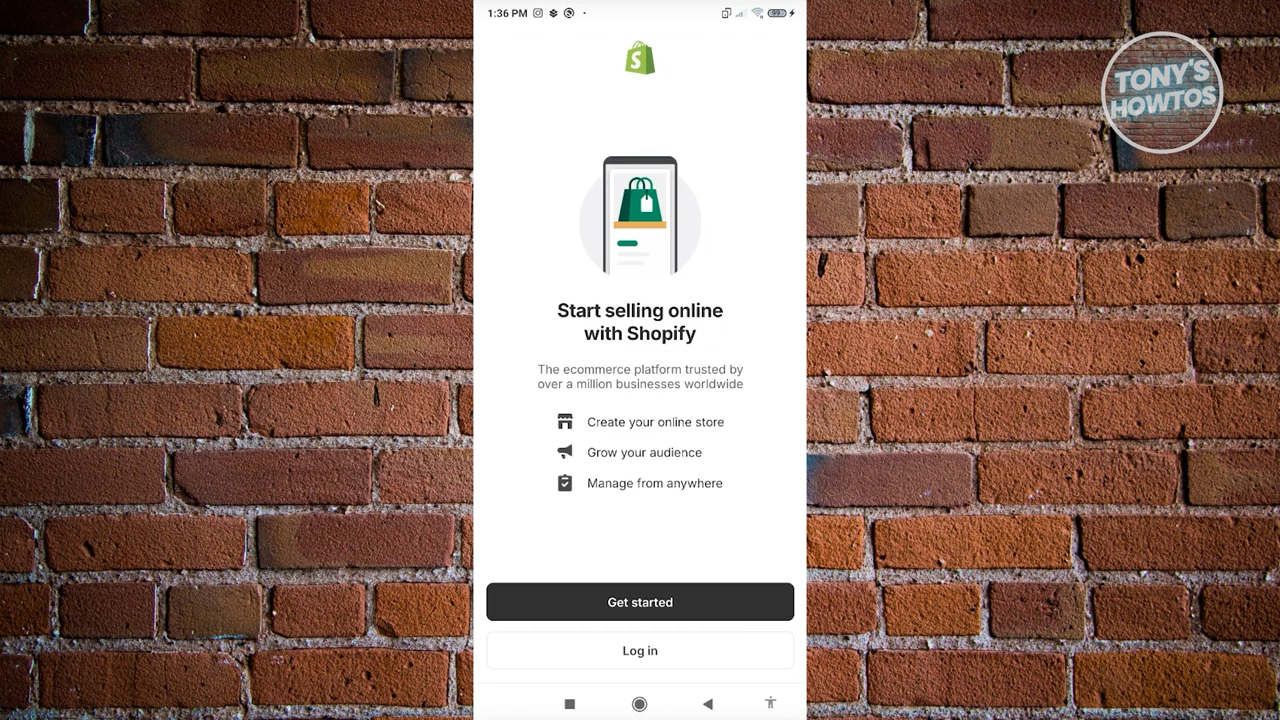 1:36 PM
99
TONY'S
HOWTOS
S
Start selling online
with Shopify
The ecommerce platform trusted by
over a million businesses worldwide
Create your online store
Grow your audience
Manage from anywhere
Get started
Log in